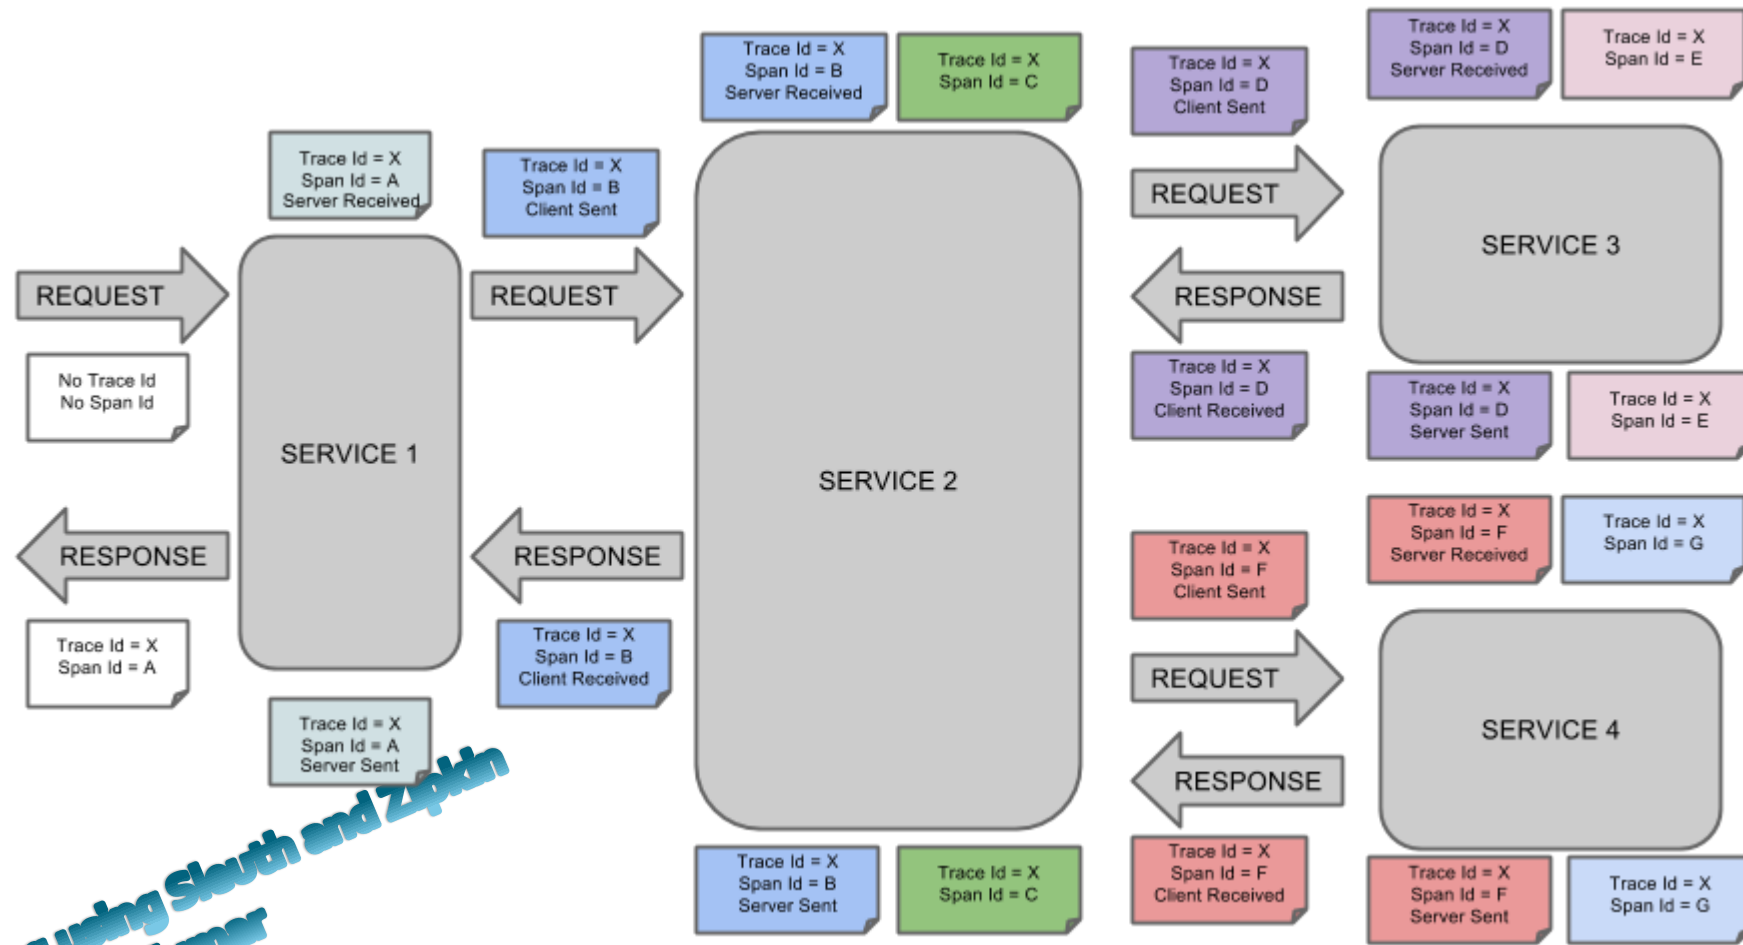 Trace Id = X
Span Id = D
Server Received
Trace Id = X
Span Id = E
Trace Id = X
Span Id = B
Server Received
Trace Id = X
Span Id = C
Trace Id = X
Span Id = D
Client Sent
Trace Id = X
Span Id = A
Server Received
Trace Id = X
Span Id = B
Client Sent
REQUEST
SERVICE 3
REQUEST
REQUEST
RESPONSE
No Trace Id
No Span Id
Trace Id = X
Span Id = D
Client Received
Trace Id = X
Span Id = D
Server Sent
Trace Id = X
Span Id = E
SERVICE 1
SERVICE 2
Trace Id = X
Span Id = F
Server Received
Trace Id = X
Span Id = G
RESPONSE
RESPONSE
Trace Id = X
Span Id = F
Client Sent
Trace Id = X
Span Id = A
Trace Id = X
Span Id = B
Client Received
REQUEST
SERVICE 4
Trace Id = X
Span Id = A
Server Sent
RESPONSE
Trace Id = X
Span Id = B
Server Sent
Trace Id = X
Span Id = C
Trace Id = X
Span Id = F
Client Received
Trace Id = X
Span Id = F
Server Sent
Trace Id = X
Span Id = G
using Sleuth and Zipkin